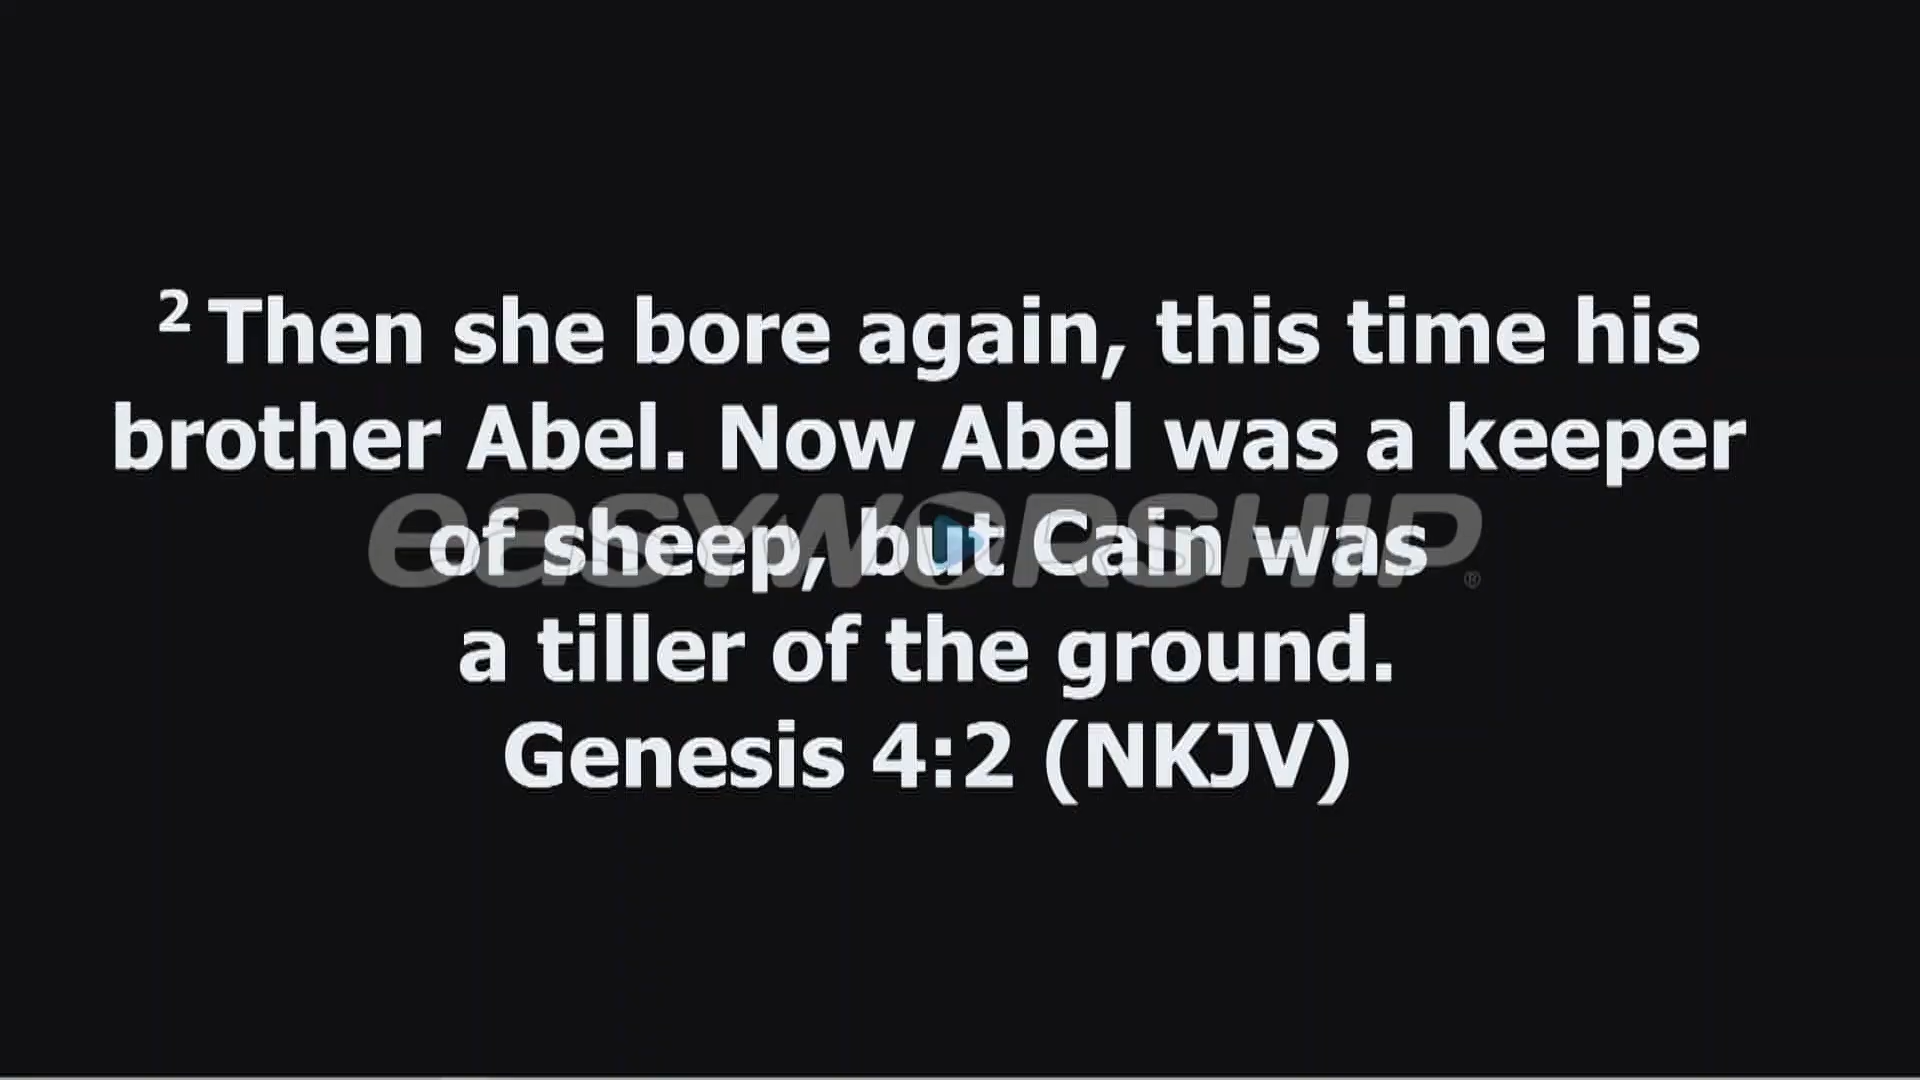 2 Then she bore again, this time his
brother Abel. Now Abel was a keeper
of sheep, but Cain was
easyworship ®
a tiller of the ground.
Genesis 4:2 (NKJV)